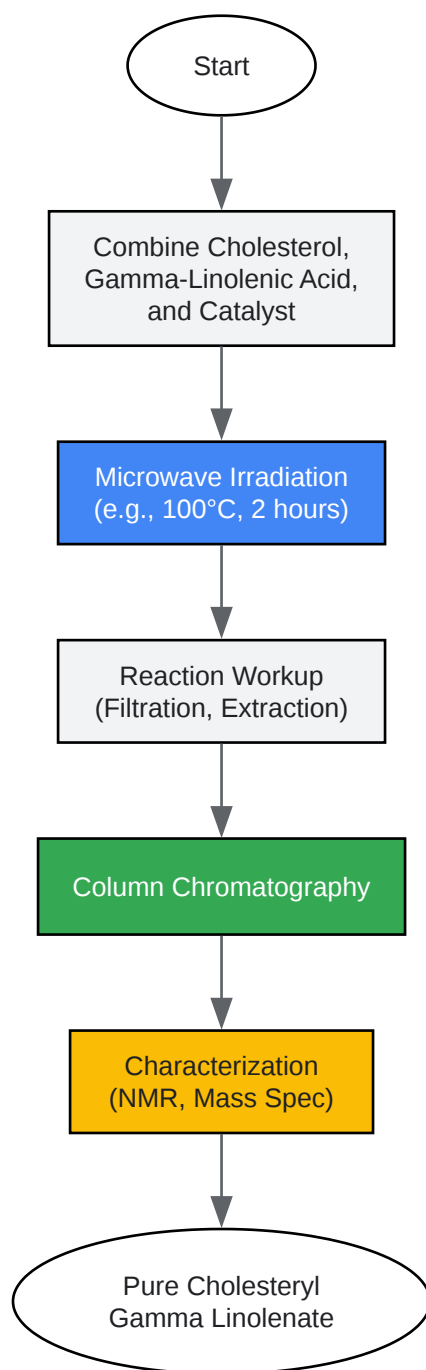 Start
Combine Cholesterol,
Gamma-Linolenic Acid,
and Catalyst
Microwave Irradiation
(e.g., 100°C, 2 hours)
Reaction Workup
(Filtration, Extraction)
Column Chromatography
Characterization
(NMR, Mass Spec)
Pure Cholesteryl
Gamma Linolenate